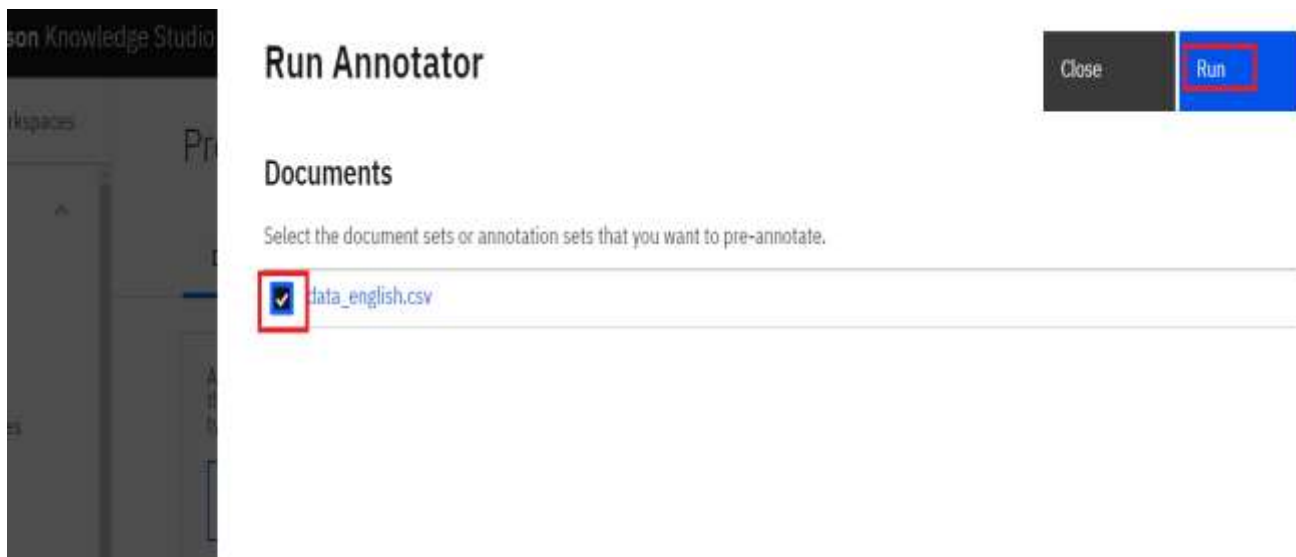 son Knowledge Studio
Run Annotator
Close
Run
rkspaces
Pr
Documents
Select the document sets or annotation sets that you want to pre-annotate.
data_english.csv
es